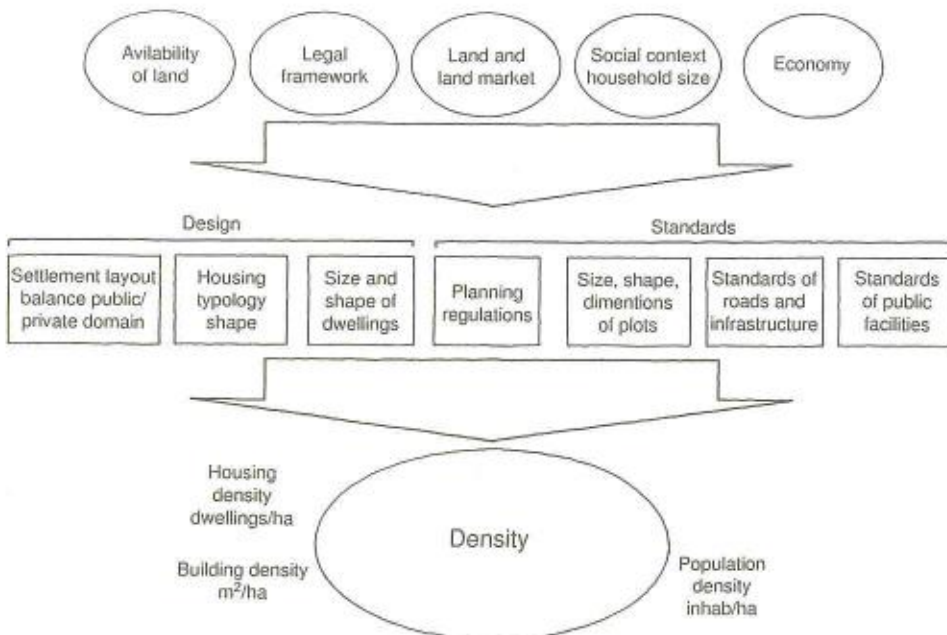 Avilability
of land
Legal
framework
Land and
land market
Social context
household size
Economy
Design
Standards
Settlement layout
balance public/
private domain
Housing
typology
shape
Size and
shape of
dwellings
Planning
regulations
Size, shape,
dimentions
of plots
Standards of
roads and
infrastructure
Standards
of public
facilities
Housing
density
dwellings/ha
Density
Building density
m²/ha
Population
density
inhab/ha